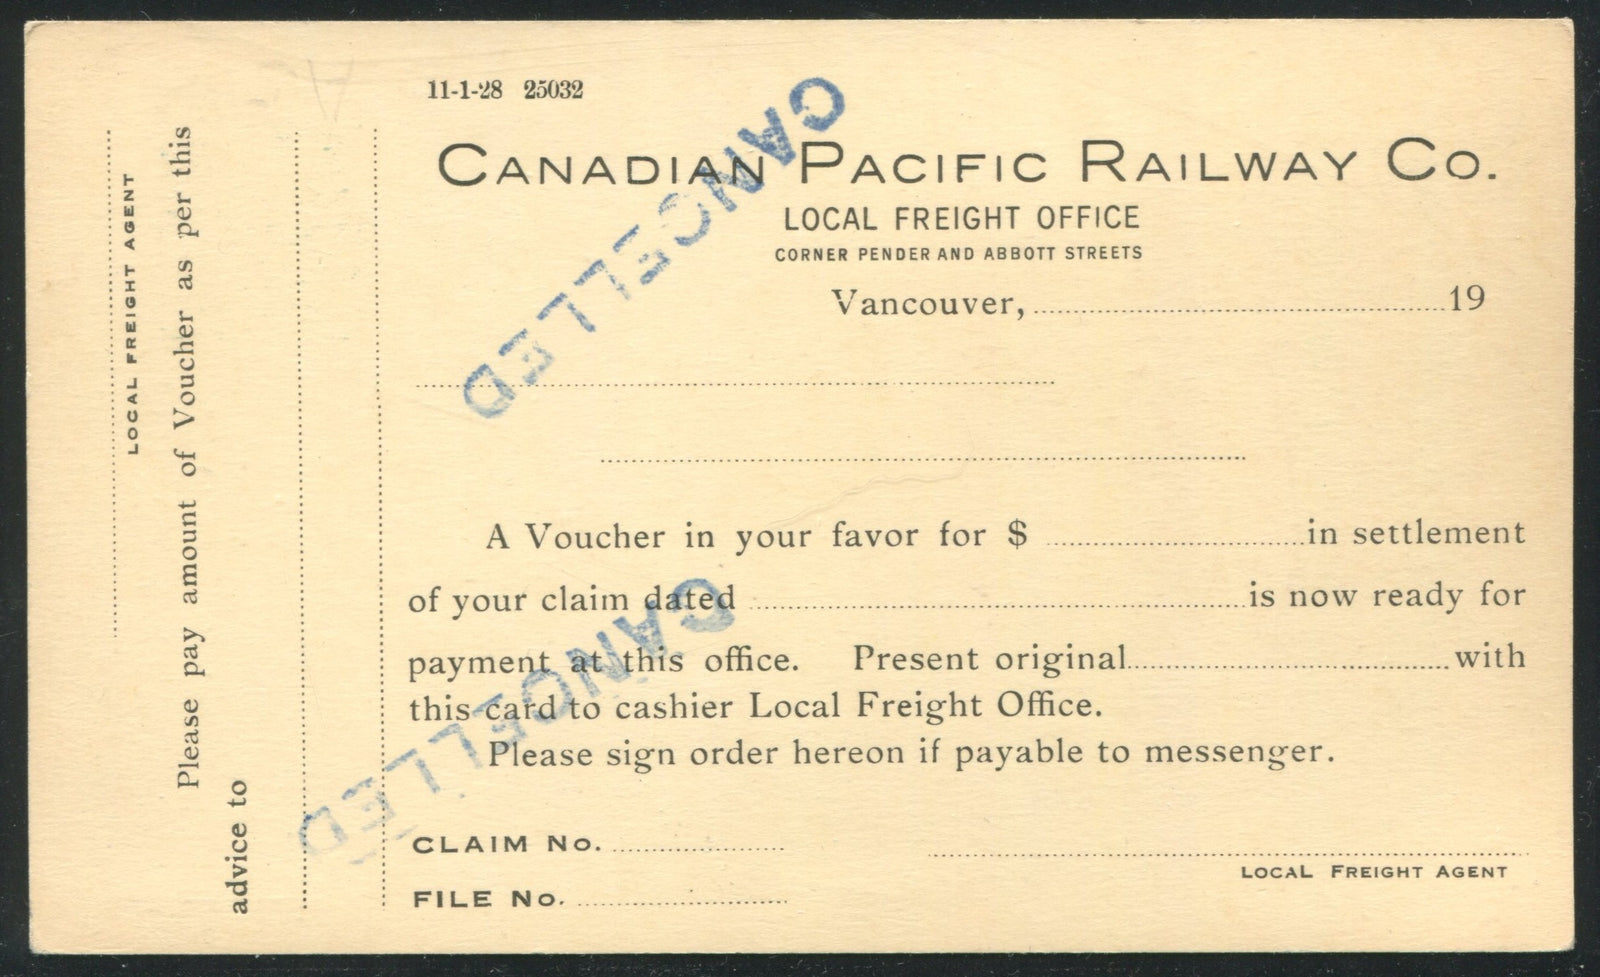 11-1-28 25032
CANADIAN PACIFIC RAILWAY CO.
LOCAL FREIGHT OFFICE
CORNER PENDER AND ABBOTT STREETS
Vancouver, ........................ 19
A Voucher in your favor for $ ................ in settlement
of your claim dated ........................ is now ready for
payment at this office. Present original ................ with
this card to cashier Local Freight Office.
Please sign order hereon if payable to messenger.
CLAIM No. ................
FILE No. ................
LOCAL FREIGHT AGENT
Please pay amount of Voucher as per this
advice to
LOCAL FREIGHT AGENT
CANCELLED
CANCELLED